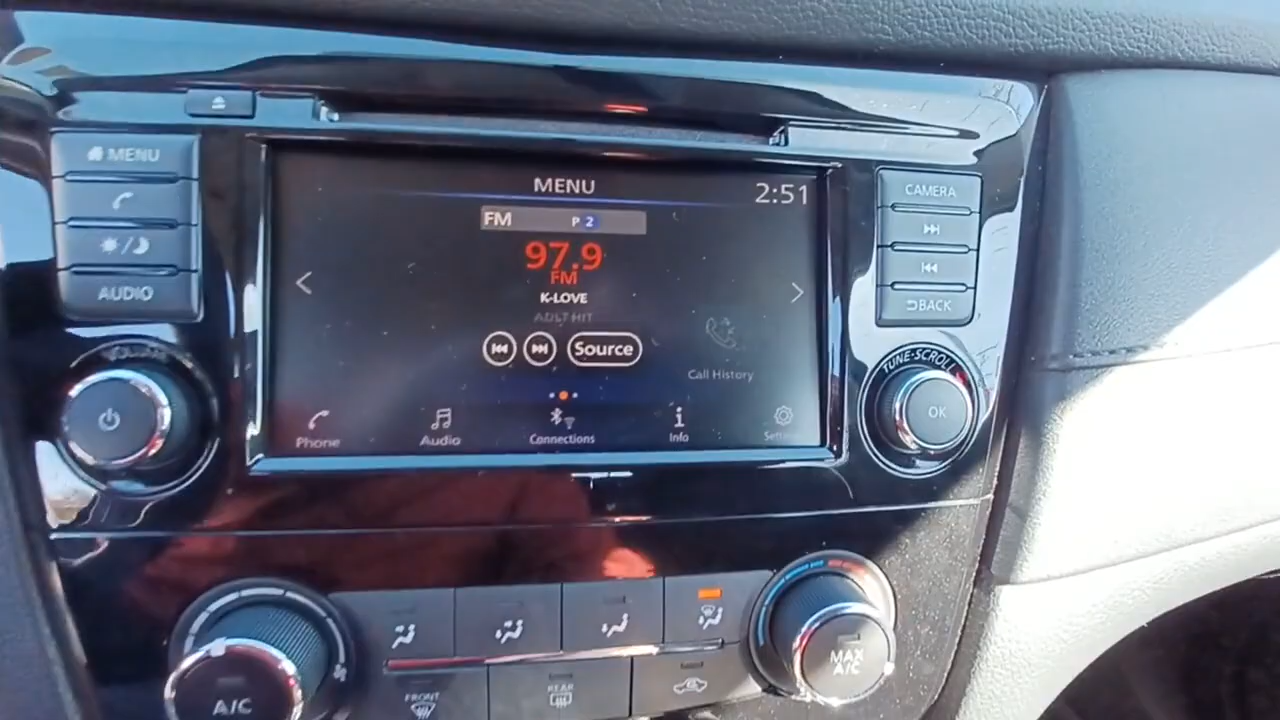 MENU
AUDIO
VOLUME
MENU
2:51
FM
P 2
97.9
FM
K-LOVE
ADLT HIT
Source
Call History
Phone
Audio
Connections
Info
Settings
CAMERA
BACK
TUNE-SCROLL
OK
A/C
FRONT
REAR
MAX
A/C